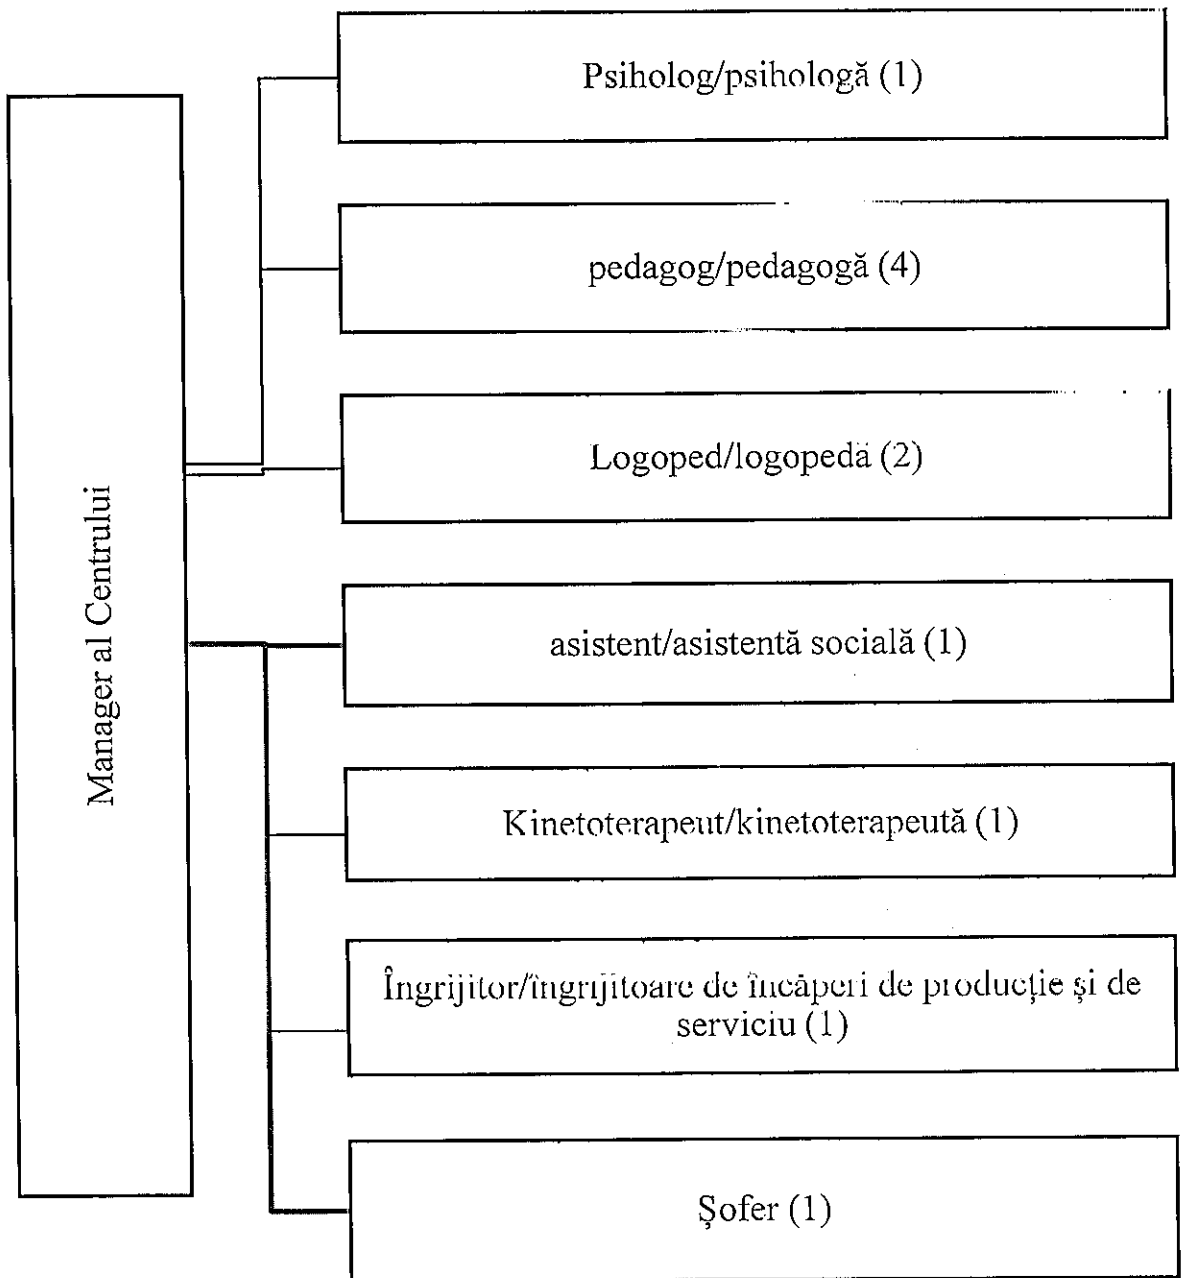 Manager al Centrului
Psiholog/psihologă (1)
pedagog/pedagogă (4)
Logoped/logopedă (2)
asistent/asistentă socială (1)
Kinetoterapeut/kinetoterapeută (1)
Îngrijitor/îngrijitoare de încăperi de producție și de
serviciu (1)
Șofer (1)